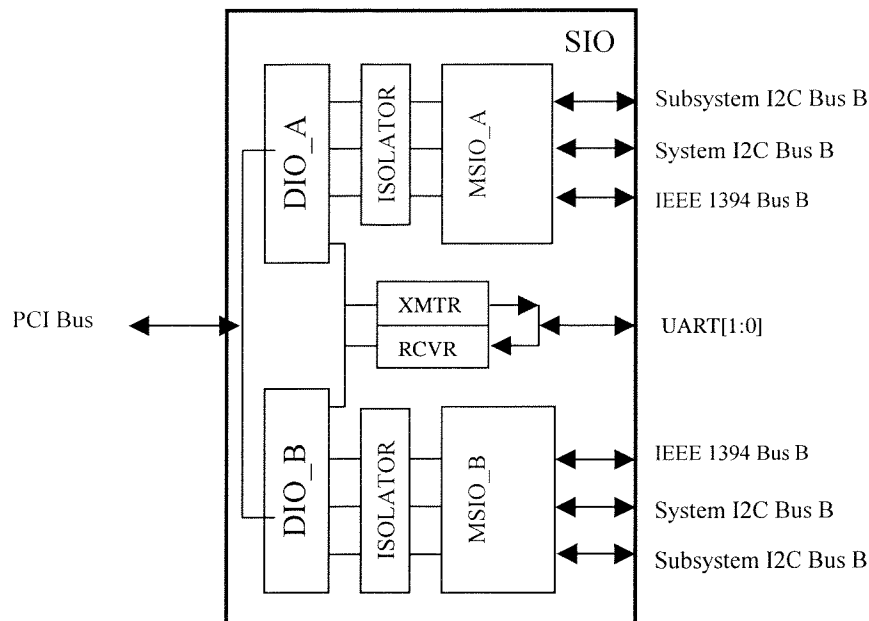 SIO
DIO_A
ISOLATOR
MSIO_A
Subsystem I2C Bus B
System I2C Bus B
IEEE 1394 Bus B
PCI Bus
XMTR
RCVR
UART[1:0]
DIO_B
ISOLATOR
MSIO_B
IEEE 1394 Bus B
System I2C Bus B
Subsystem I2C Bus B